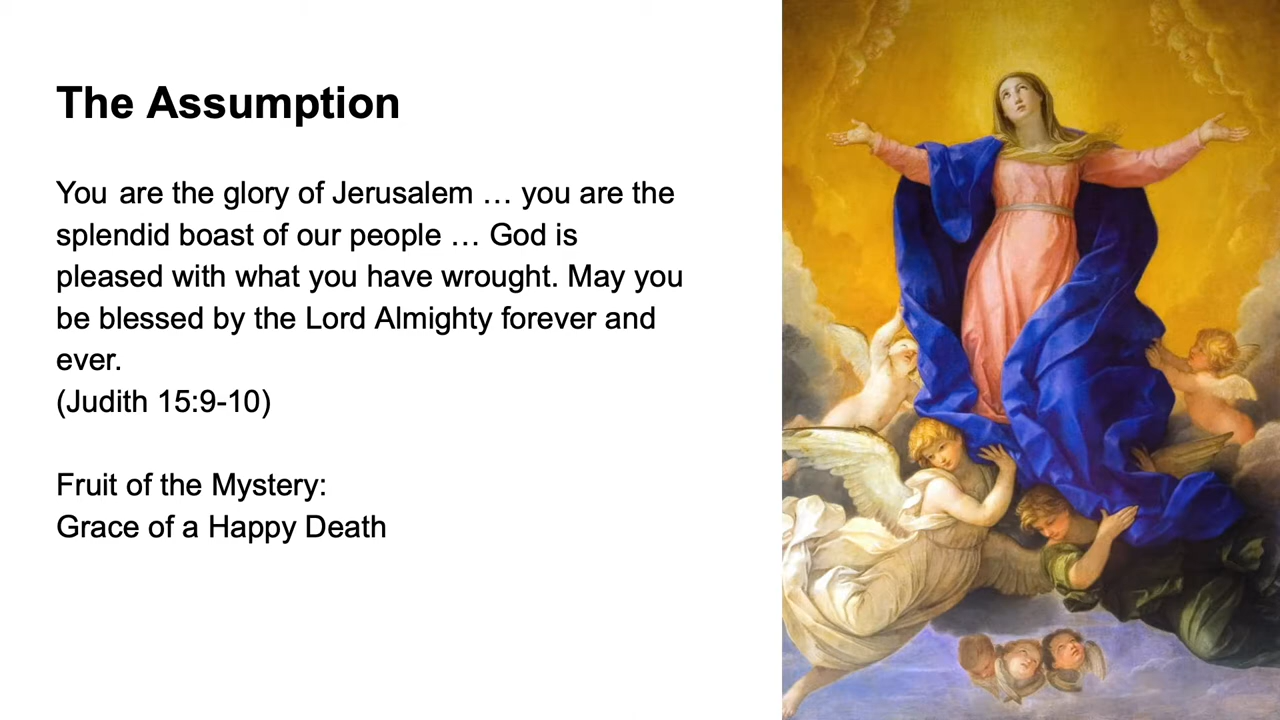 The Assumption
You are the glory of Jerusalem … you are the
splendid boast of our people … God is
pleased with what you have wrought. May you
be blessed by the Lord Almighty forever and
ever.
(Judith 15:9-10)
Fruit of the Mystery:
Grace of a Happy Death